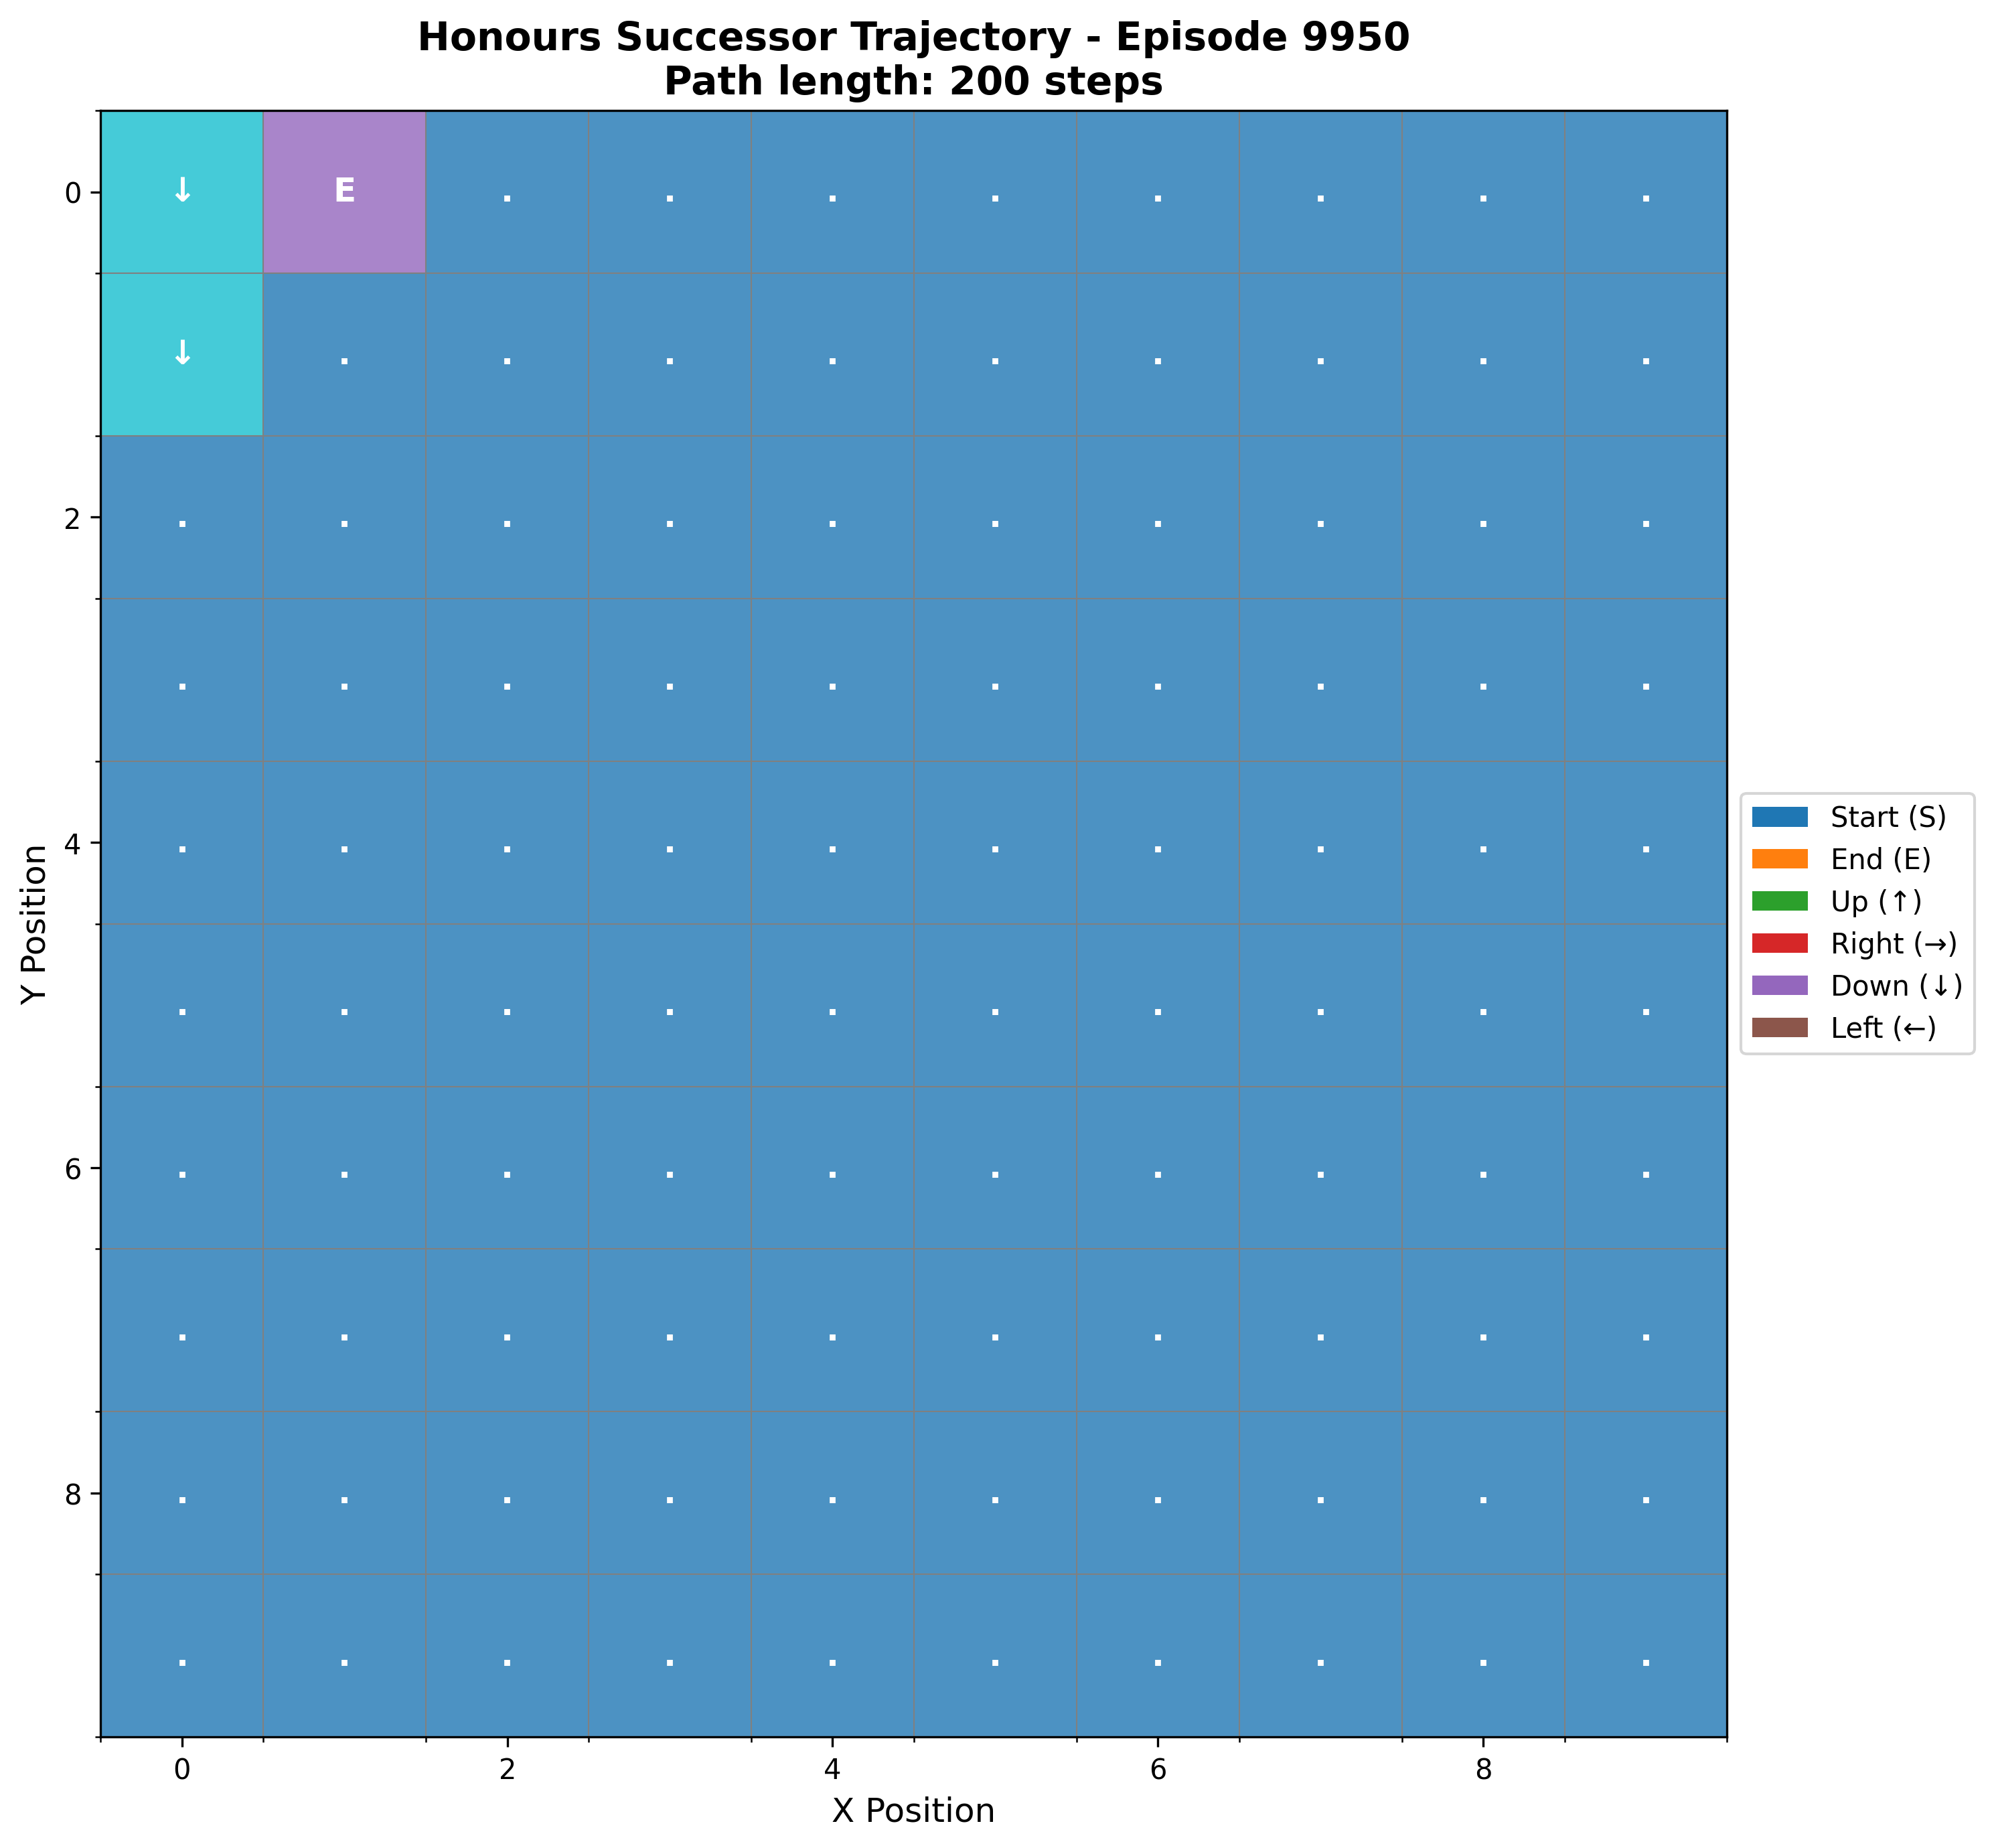 Honours Successor Trajectory - Episode 9950
Path length: 200 steps
↓ E . . . . . . . .
0
↓ . . . . . . . . .
. . . . . . . . . .
2
. . . . . . . . . .
. . . . . . . . . .
4
. . . . . . . . . .
. . . . . . . . . .
6
. . . . . . . . . .
. . . . . . . . . .
8
. . . . . . . . . .
Y Position
0 2 4 6 8
X Position
Start (S)
End (E)
Up (↑)
Right (→)
Down (↓)
Left (←)